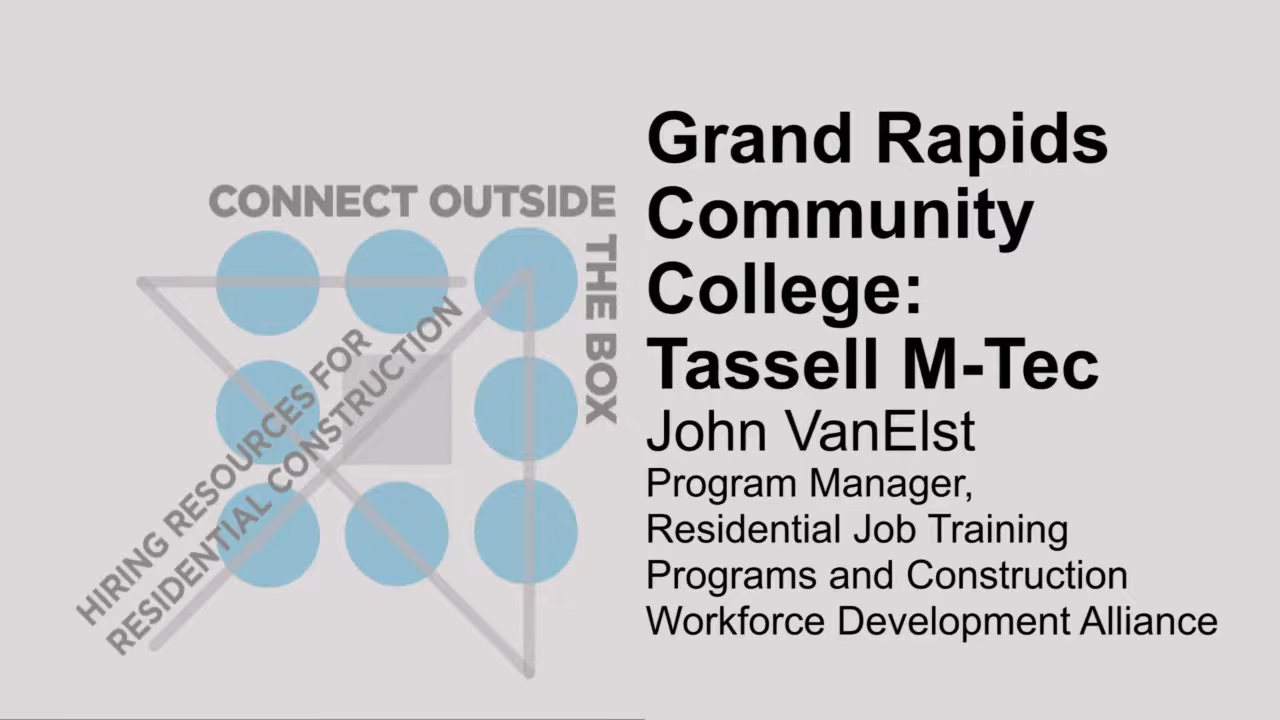 CONNECT OUTSIDE
THE BOX
HIRING RESOURCES FOR
RESIDENTIAL CONSTRUCTION
Grand Rapids
Community
College:
Tassell M-Tec
John VanElst
Program Manager,
Residential Job Training
Programs and Construction
Workforce Development Alliance